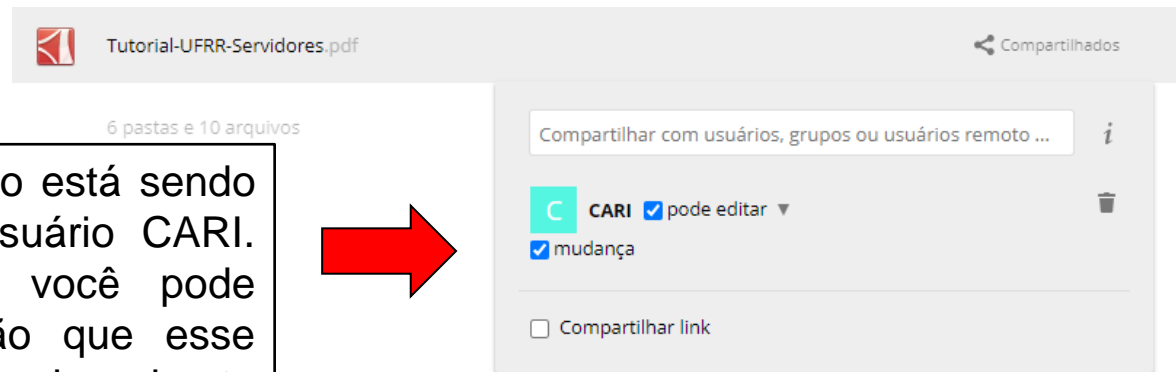 Tutorial-UFRR-Servidores.pdf
Compartilhados
6 pastas e 10 arquivos
Compartilhar com usuários, grupos ou usuários remoto ...
i
C CARI pode editar
mudança
Compartilhar link
o está sendo
suário CARI.
você pode
ão que esse